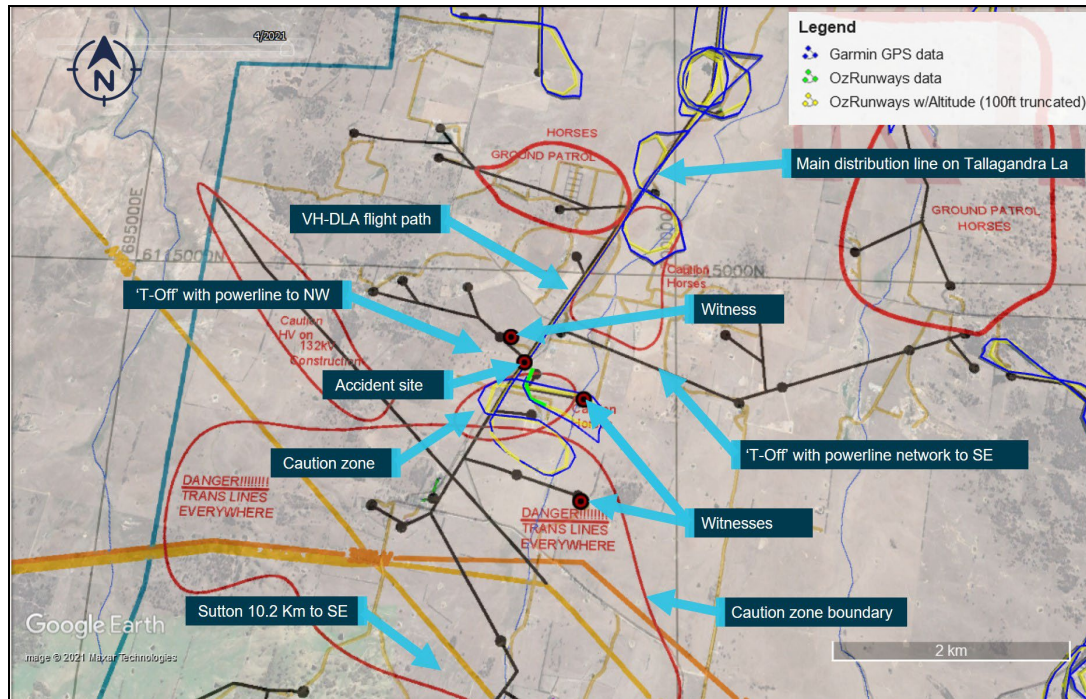 4/2021
N
Legend
Garmin GPS data
OzRunways data
OzRunways w/Altitude (100ft truncated)
HORSES
GROUND PATROL
Main distribution line on Tallagandra La
VH-DLA flight path
GROUND PATROL
HORSES
695000E
6115000N
Caution
Horses
'T-Off' with powerline to NW
Witness
Caution
HV on
132kV
Construction
Accident site
Caution zone
'T-Off' with powerline network to SE
DANGER!!!!!!!!
TRANS LINES
EVERYWHERE
DANGER!!!!!!!!
TRANS LINES
EVERYWHERE
Witnesses
Sutton 10.2 Km to SE
Caution zone boundary
Google Earth
Image © 2021 Maxar Technologies
2 km